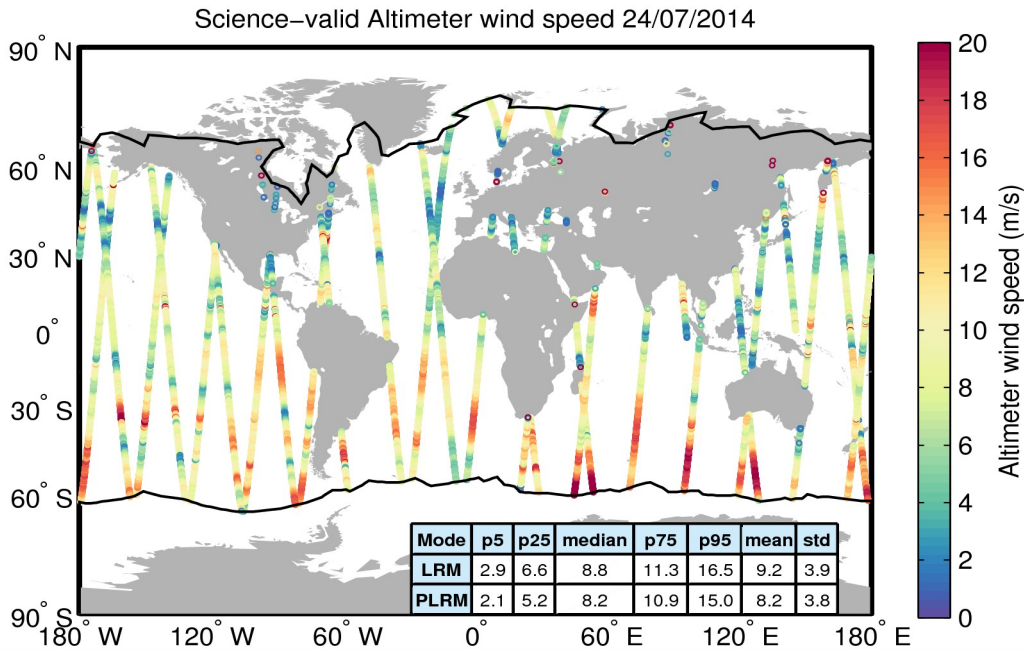 Science−valid Altimeter wind speed 24/07/2014
90° N
60° N
30° N
0°
30° S
60° S
90° S
180° W
120° W
60° W
0°
60° E
120° E
180° E
Mode p5 p25 median p75 p95 mean std
LRM 2.9 6.6 8.8 11.3 16.5 9.2 3.9
PLRM 2.1 5.2 8.2 10.9 15.0 8.2 3.8
20
18
16
14
12
10
8
6
4
2
0
Altimeter wind speed (m/s)